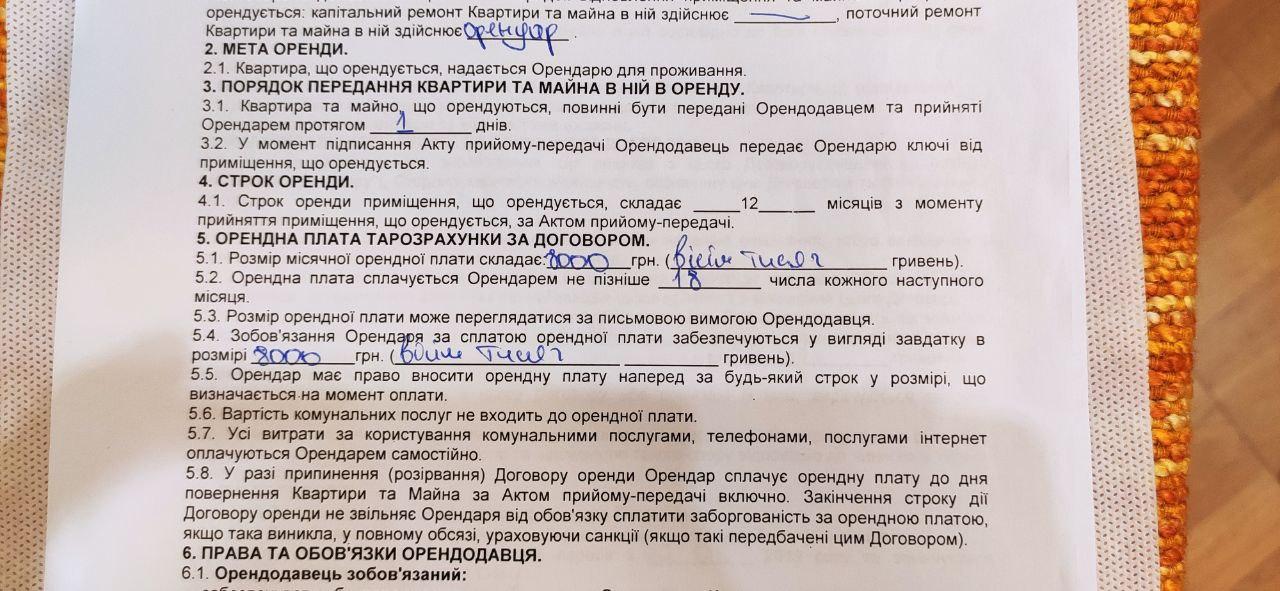 орендується: капітальний ремонт Квартири та майна в ній здійснює ____________, поточний ремонт
Квартири та майна в ній здійснює орендар .
2. МЕТА ОРЕНДИ.
2.1. Квартира, що орендується, надається Орендарю для проживання.
3. ПОРЯДОК ПЕРЕДАННЯ КВАРТИРИ ТА МАЙНА В НІЙ В ОРЕНДУ.
3.1. Квартира та майно, що орендуються, повинні бути передані Орендодавцем та прийняті
Орендарем протягом ____1____ днів.
3.2. У момент підписання Акту прийому-передачі Орендодавець передає Орендарю ключі від
приміщення, що орендується.
4. СТРОК ОРЕНДИ.
4.1. Строк оренди приміщення, що орендується, складає _____12______ місяців з моменту
прийняття приміщення, що орендується, за Актом прийому-передачі.
5. ОРЕНДНА ПЛАТА ТАРОЗРАХУНКИ ЗА ДОГОВОРОМ.
5.1. Розмір місячної орендної плати складає: 8000 грн. (вісім тисяч гривень).
5.2. Орендна плата сплачується Орендарем не пізніше 18 числа кожного наступного
місяця.
5.3. Розмір орендної плати може переглядатися за письмовою вимогою Орендодавця.
5.4. Зобов'язання Орендаря за сплатою орендної плати забезпечуються у вигляді завдатку в
розмірі 8000 грн. ( тисяч гривень).
5.5. Орендар має право вносити орендну плату наперед за будь-який строк у розмірі, що
визначається на момент оплати.
5.6. Вартість комунальних послуг не входить до орендної плати.
5.7. Усі витрати за користування комунальними послугами, телефонами, послугами інтернет
оплачуються Орендарем самостійно.
5.8. У разі припинення (розірвання) Договору оренди Орендар сплачує орендну плату до дня
повернення Квартири та Майна за Актом прийому-передачі включно. Закінчення строку дії
Договору оренди не звільняє Орендаря від обов'язку сплатити заборгованість за орендною платою,
якщо така виникла, у повному обсязі, ураховуючи санкції (якщо такі передбачені цим Договором).
6. ПРАВА ТА ОБОВ'ЯЗКИ ОРЕНДОДАВЦЯ.
6.1. Орендодавець зобов'язаний: